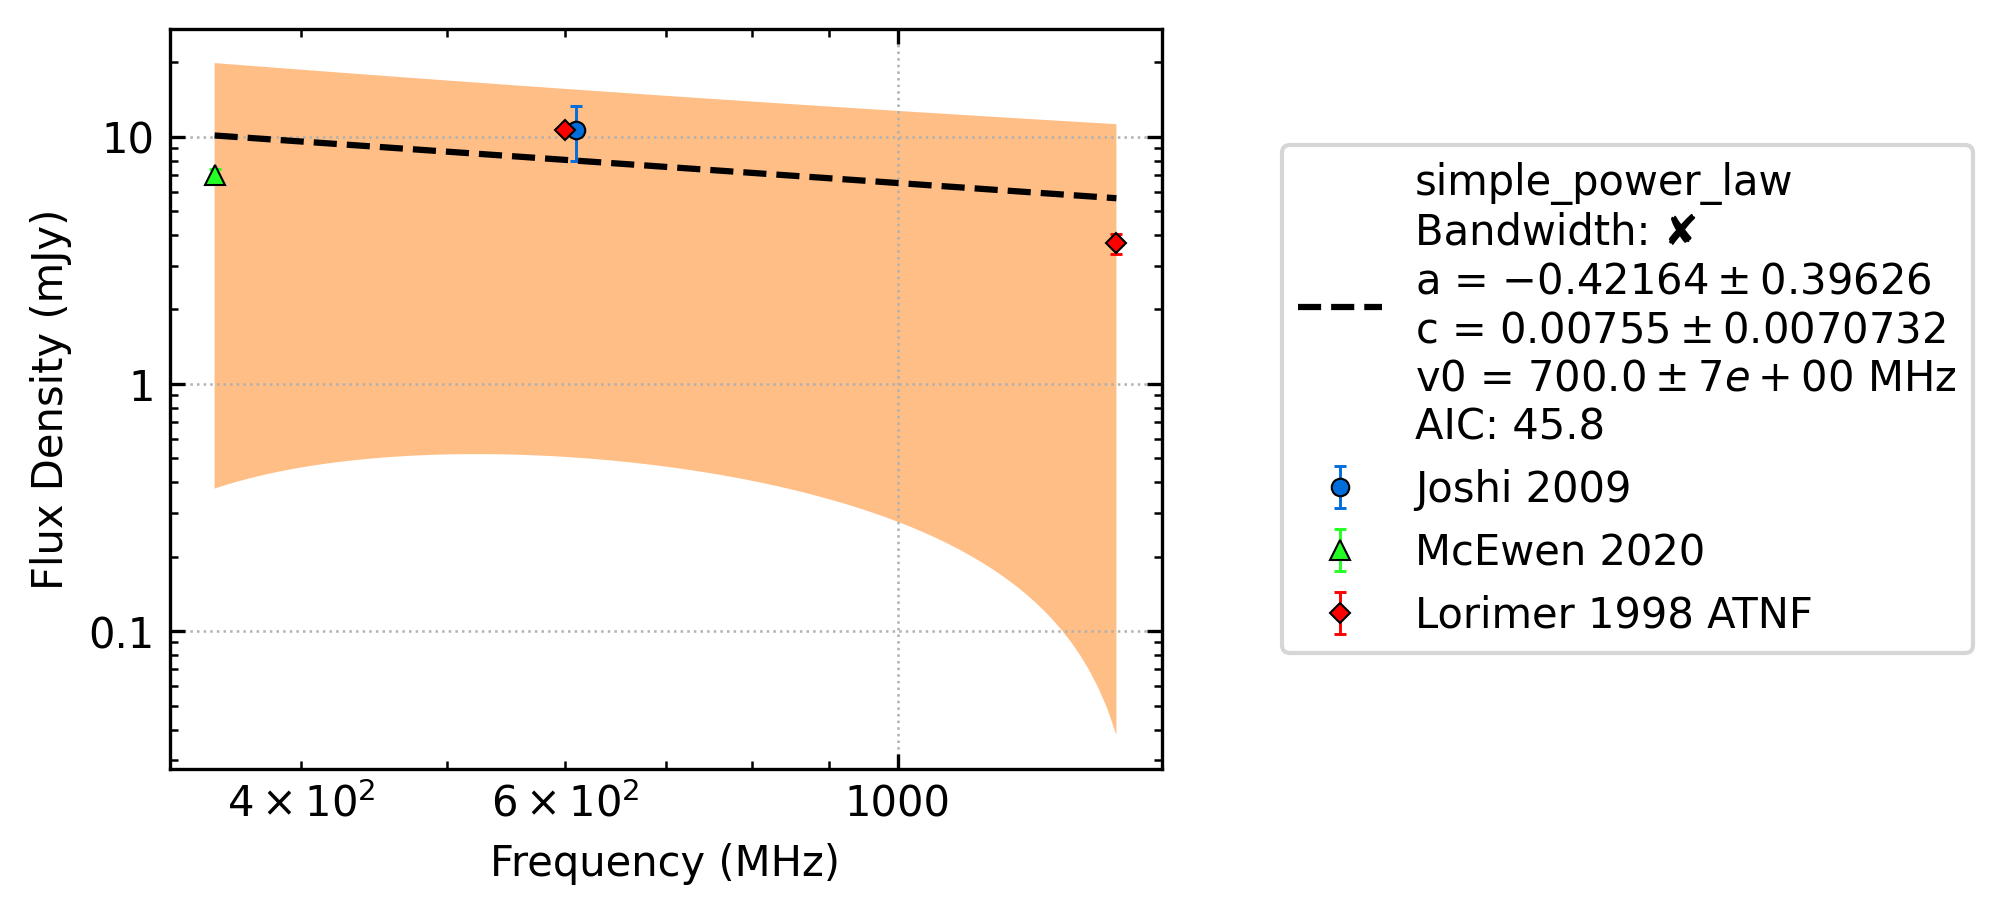 10
1
0.1
Flux Density (mJy)
4 × 10²
6 × 10²
1000
Frequency (MHz)
simple_power_law
Bandwidth: ✘
a = −0.42164 ± 0.39626
c = 0.00755 ± 0.0070732
v0 = 700.0 ± 7e + 00 MHz
AIC: 45.8
Joshi 2009
McEwen 2020
Lorimer 1998 ATNF